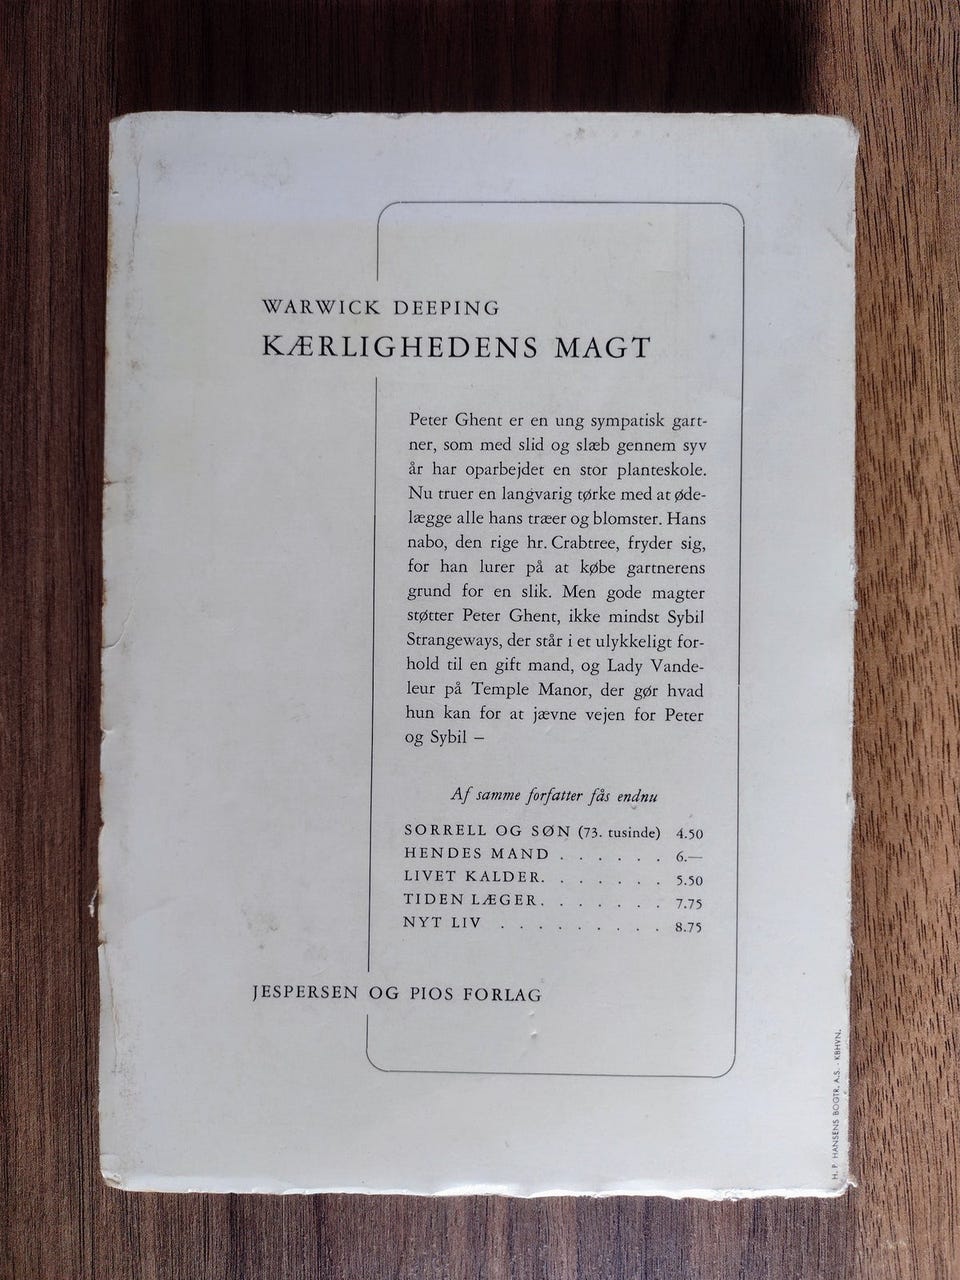 WARWICK DEEPING
KÆRLIGHEDENS MAGT
Peter Ghent er en ung sympatisk gart-
ner, som med slid og slæb gennem syv
år har oparbejdet en stor planteskole.
Nu truer en langvarig tørke med at øde-
lægge alle hans træer og blomster. Hans
nabo, den rige hr. Crabtree, fryder sig,
for han lurer på at købe gartnerens
grund for en slik. Men gode magter
støtter Peter Ghent, ikke mindst Sybil
Strangeways, der står i et ulykkeligt for-
hold til en gift mand, og Lady Vande-
leur på Temple Manor, der gør hvad
hun kan for at jævne vejen for Peter
og Sybil –
Af samme forfatter fås endnu
SORRELL OG SØN (73. tusinde) 4.50
HENDES MAND . . . . . . 6.—
LIVET KALDER. . . . . . . 5.50
TIDEN LÆGER. . . . . . . 7.75
NYT LIV . . . . . . . . . 8.75
JESPERSEN OG PIOS FORLAG
H. P. HANSENS BOGTR. A.S. - KBHVN.